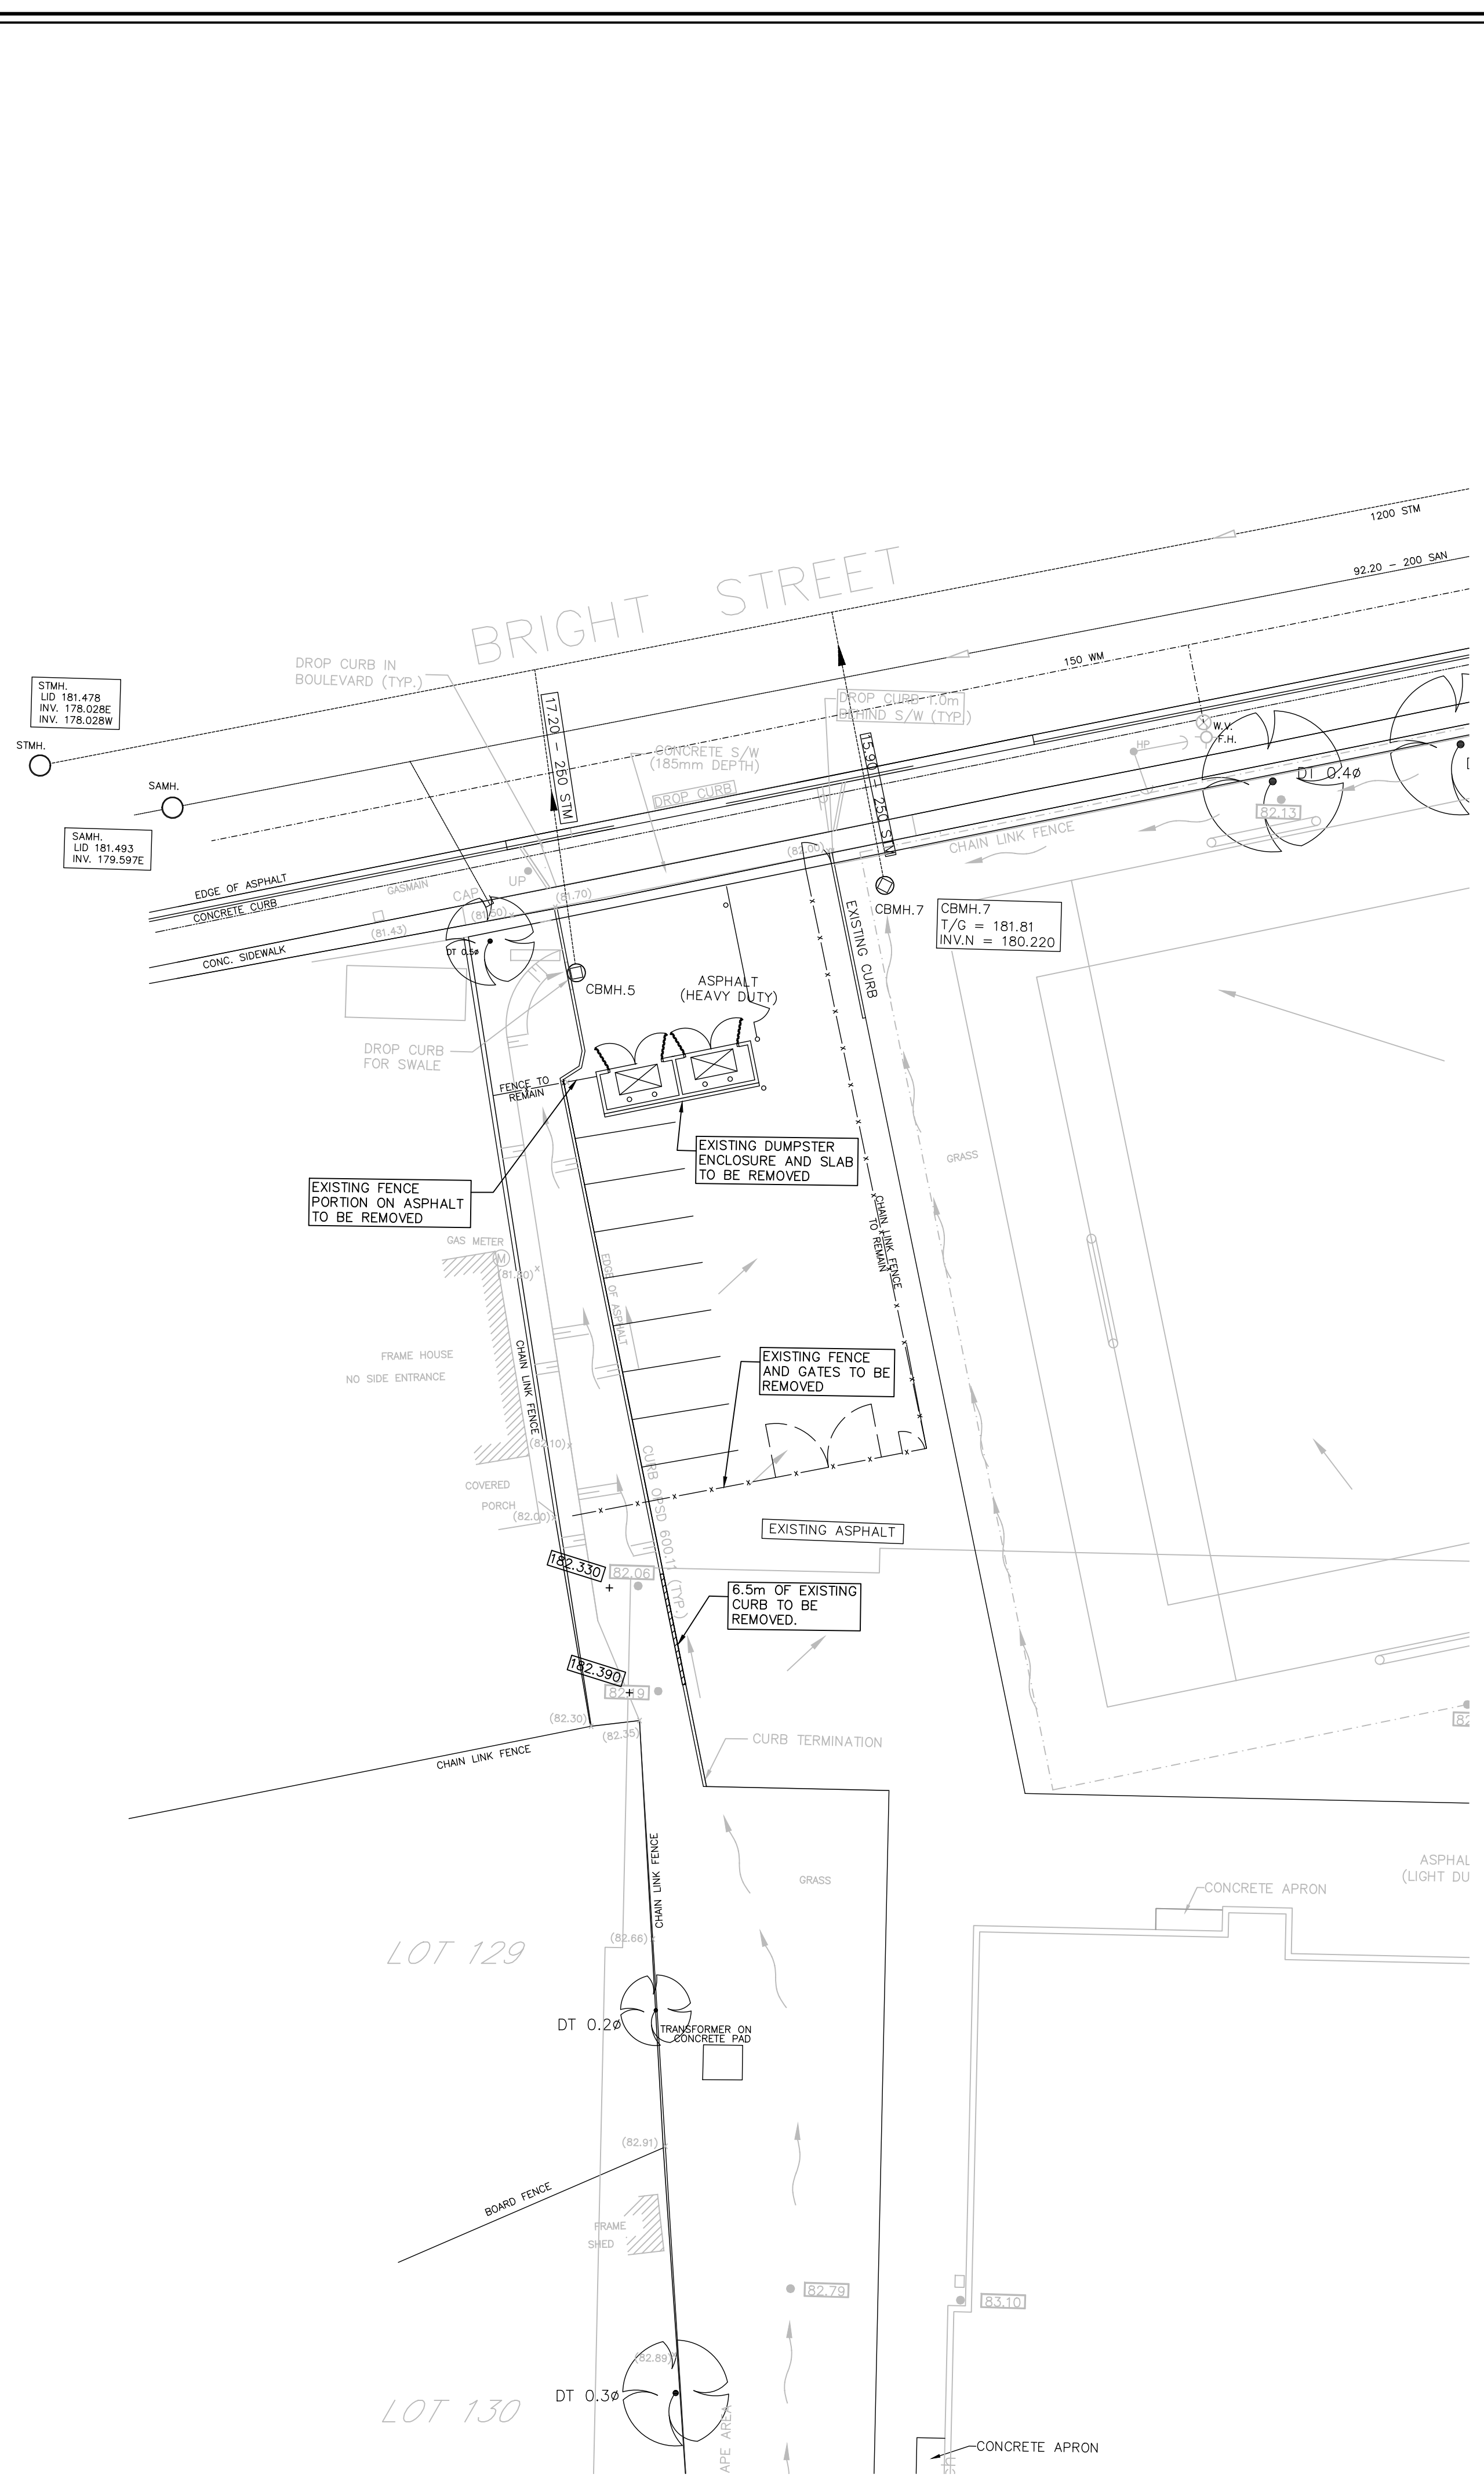 1200 STM
92.20 - 200 SAN
BRIGHT STREET
150 WM
DROP CURB IN
BOULEVARD (TYP.)
STMH.
LID 181.478
INV. 178.028E
INV. 178.028W
STMH.
SAMH.
SAMH.
LID 181.493
INV. 179.597E
17.20 - 250 STM
DROP CURB 1.0m
BEHIND S/W (TYP.)
15.90 - 250 STM
CONCRETE S/W
(185mm DEPTH)
DROP CURB
HP
W.V.
F.H.
DT 0.4ø
82.13
CHAIN LINK FENCE
(82.00)
EDGE OF ASPHALT
CONCRETE CURB
GASMAIN
CAP
UP
(81.70)
(81.50)
(81.43)
CONC. SIDEWALK
DT 0.5ø
CBMH.5
ASPHALT
(HEAVY DUTY)
EXISTING CURB
CBMH.7
CBMH.7
T/G = 181.81
INV.N = 180.220
DROP CURB
FOR SWALE
FENCE TO
REMAIN
EXISTING DUMPSTER
ENCLOSURE AND SLAB
TO BE REMOVED
GRASS
EXISTING FENCE
PORTION ON ASPHALT
TO BE REMOVED
CHAIN LINK FENCE
TO REMAIN
GAS METER
M
EDGE OF ASPHALT
FRAME HOUSE
NO SIDE ENTRANCE
CHAIN LINK FENCE
EXISTING FENCE
AND GATES TO BE
REMOVED
(82.10)
COVERED
PORCH
(82.00)
CURB OPSD 600.11 (TYP.)
EXISTING ASPHALT
182.330
82.06
6.5m OF EXISTING
CURB TO BE
REMOVED.
182.390
82.19
(82.30)
(82.35)
CURB TERMINATION
CHAIN LINK FENCE
CHAIN LINK FENCE
GRASS
ASPHAL
(LIGHT DU
CONCRETE APRON
LOT 129
(82.66)
DT 0.2ø
TRANSFORMER ON
CONCRETE PAD
(82.91)
BOARD FENCE
FRAME
SHED
82.79
83.10
(82.89)
DT 0.3ø
LOT 130
APE AREA
CONCRETE APRON